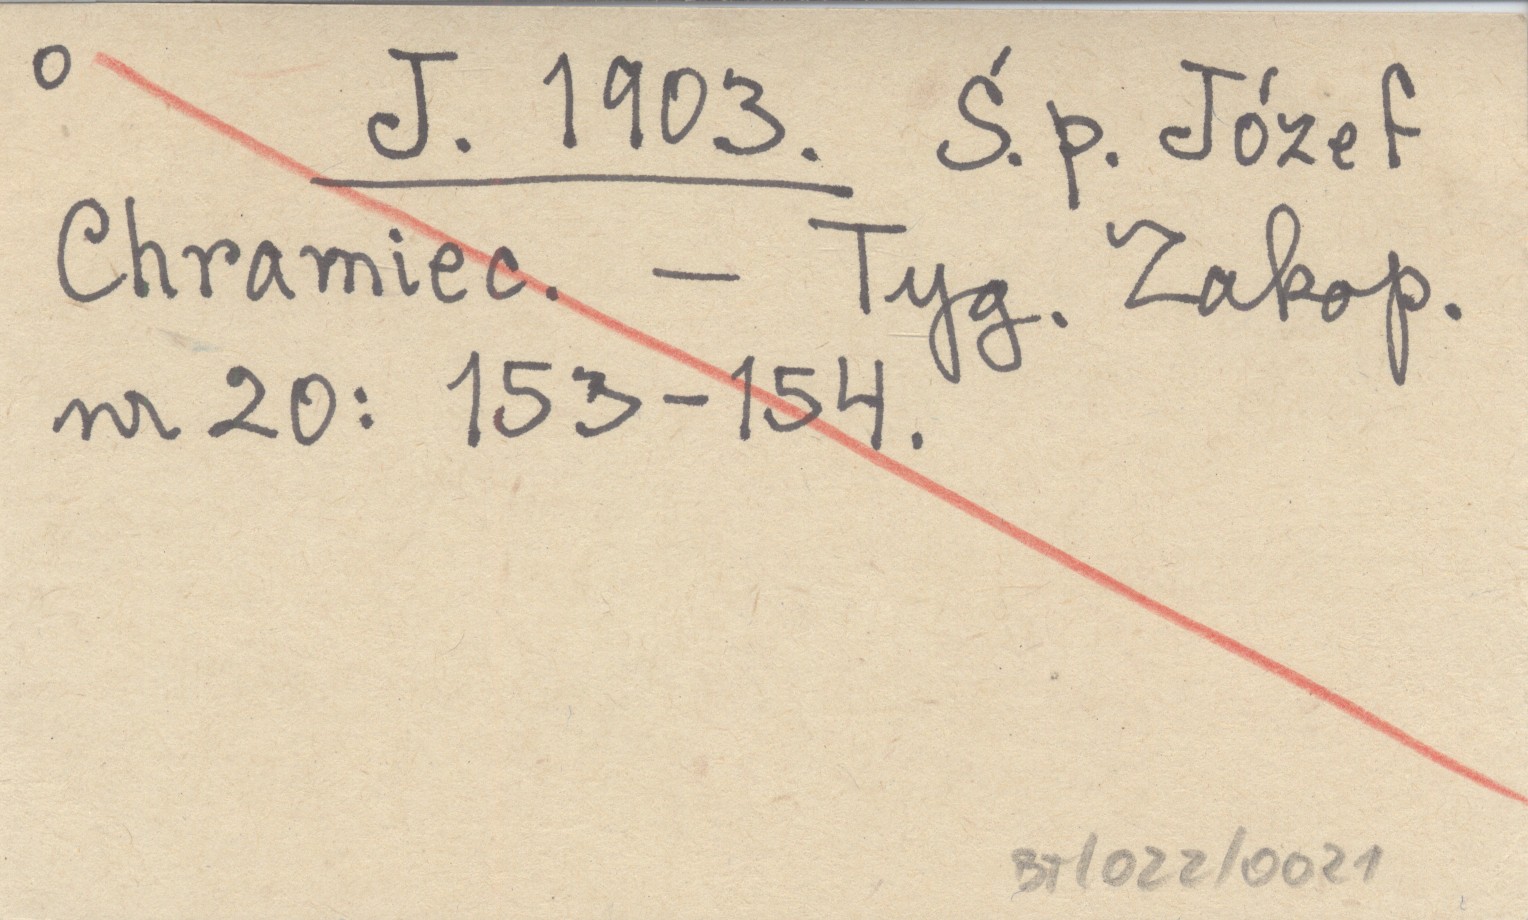 o J. 1903. Ś.p. Józef
Chramiec. — Tyg. Zakop.
nr 20: 153-154.
BT/022/0021